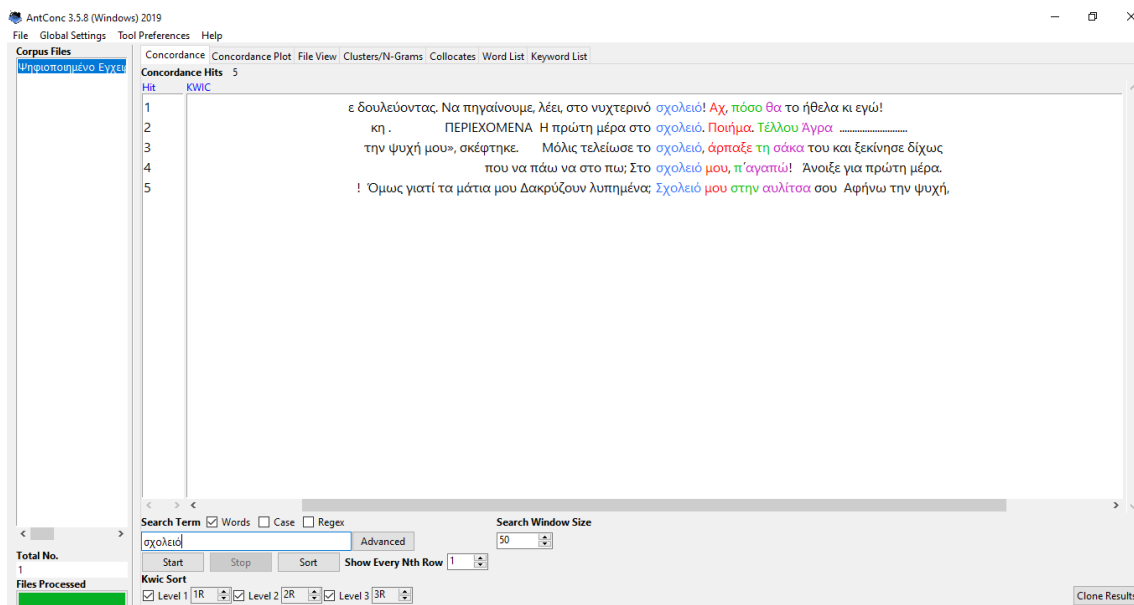 AntConc 3.5.8 (Windows) 2019
File Global Settings Tool Preferences Help
Corpus Files
Ψηφιοποιημένο Εγχει
Concordance Concordance Plot File View Clusters/N-Grams Collocates Word List Keyword List
Concordance Hits 5
Hit KWIC
1 ε δουλεύοντας. Να πηγαίνουμε, λέει, στο νυχτερινό σχολειό! Αχ, πόσο θα το ήθελα κι εγώ!
2 κη . ΠΕΡΙΕΧΟΜΕΝΑ Η πρώτη μέρα στο σχολειό. Ποιήμα. Τέλλου Άγρα ...........................
3 την ψυχή μου», σκέφτηκε. Μόλις τελείωσε το σχολειό, άρπαξε τη σάκα του και ξεκίνησε δίχως
4 που να πάω να στο πω; Στο σχολειό μου, π΄αγαπώ! Άνοιξε για πρώτη μέρα.
5 ! Όμως γιατί τα μάτια μου Δακρύζουν λυπημένα; Σχολειό μου στην αυλίτσα σου Αφήνω την ψυχή,
Search Term Words Case Regex Search Window Size
σχολειό Advanced 50
Start Stop Sort Show Every Nth Row 1
Kwic Sort
Level 1 1R Level 2 2R Level 3 3R
Total No.
1
Files Processed
Clone Results